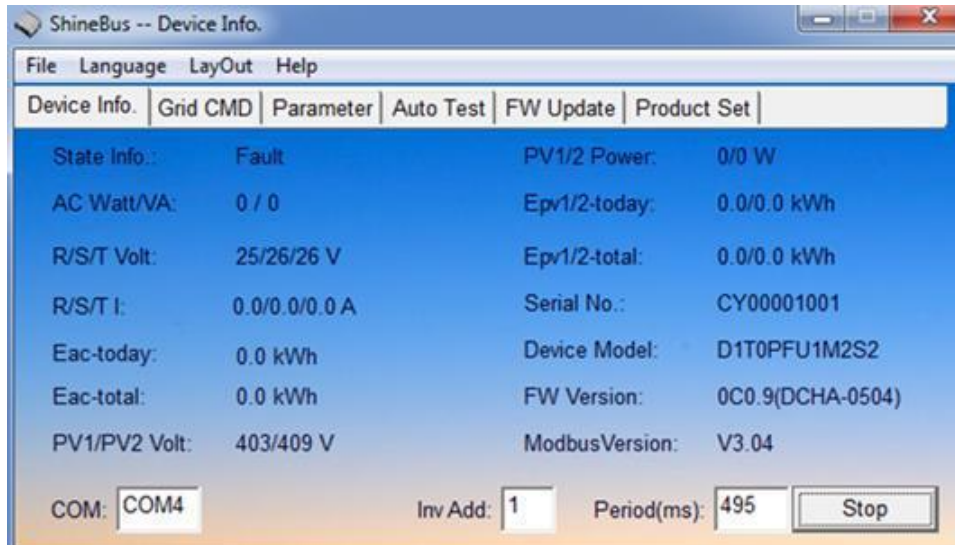 ShineBus -- Device Info.
File Language LayOut Help
Device Info. Grid CMD Parameter Auto Test FW Update Product Set
State Info.: Fault PV1/2 Power: 0/0 W
AC Watt/VA: 0 / 0 Epv1/2-today: 0.0/0.0 kWh
R/S/T Volt: 25/26/26 V Epv1/2-total: 0.0/0.0 kWh
R/S/T I: 0.0/0.0/0.0 A Serial No.: CY00001001
Eac-today: 0.0 kWh Device Model: D1T0PFU1M2S2
Eac-total: 0.0 kWh FW Version: 0C0.9(DCHA-0504)
PV1/PV2 Volt: 403/409 V ModbusVersion: V3.04
COM: COM4 Inv Add: 1 Period(ms): 495 Stop